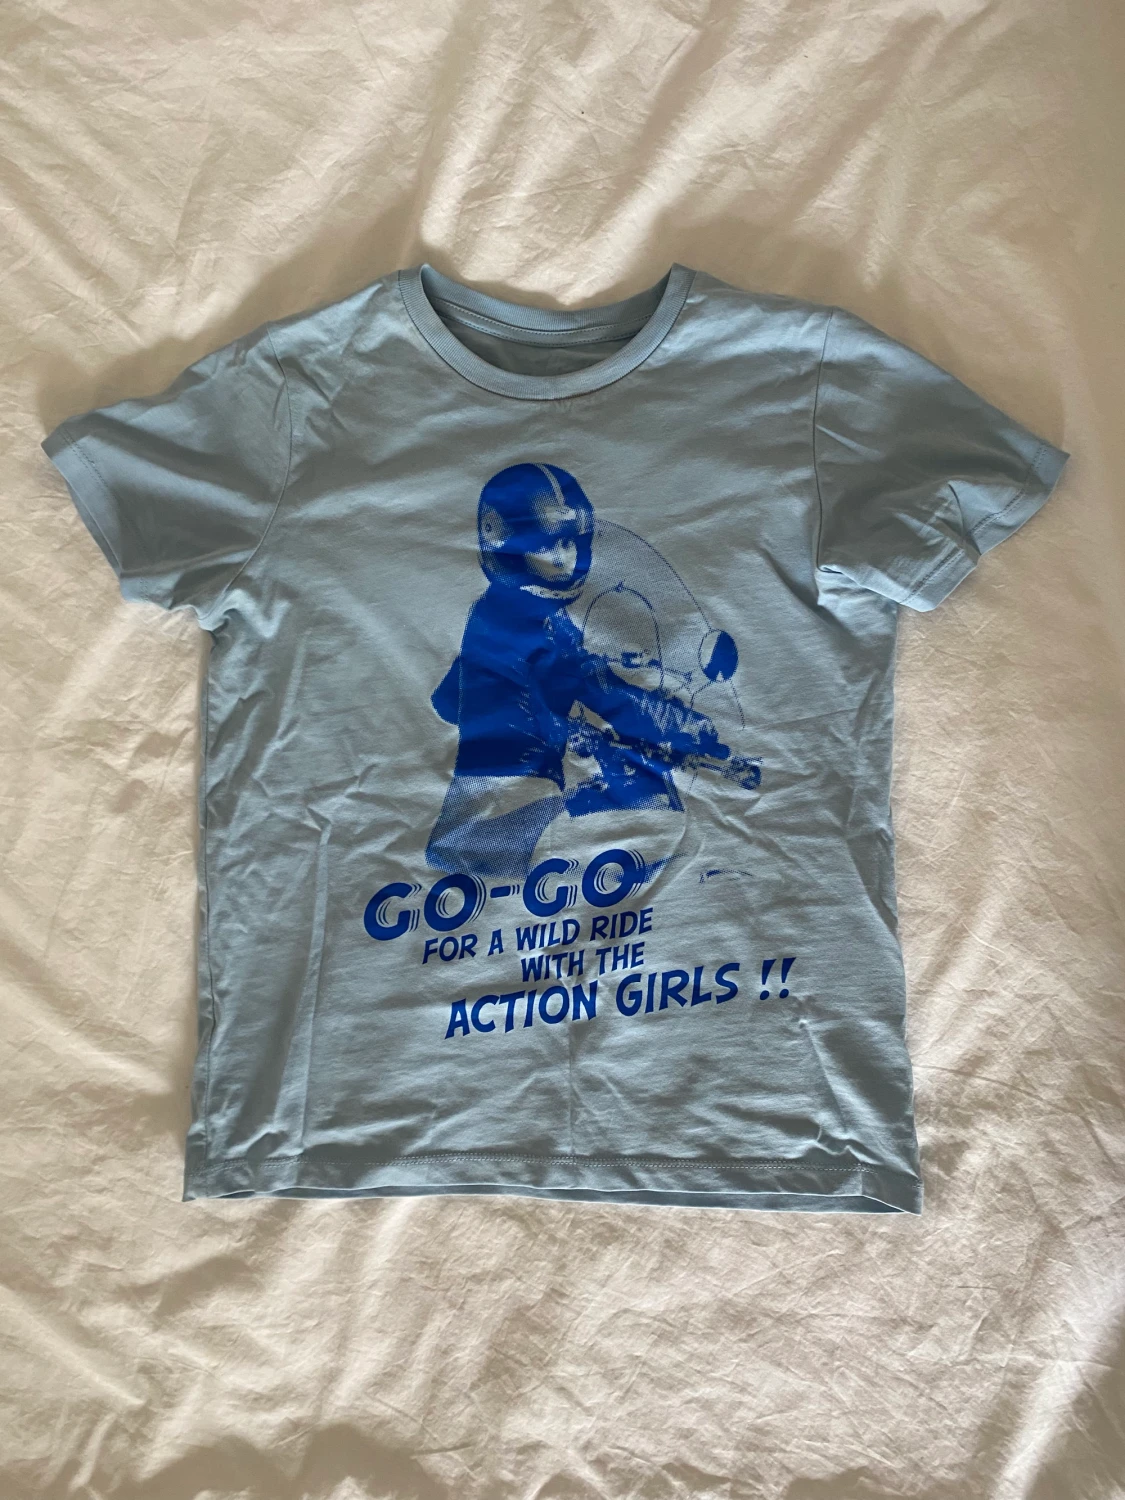 GO-GO
FOR A WILD RIDE
WITH THE
ACTION GIRLS !!